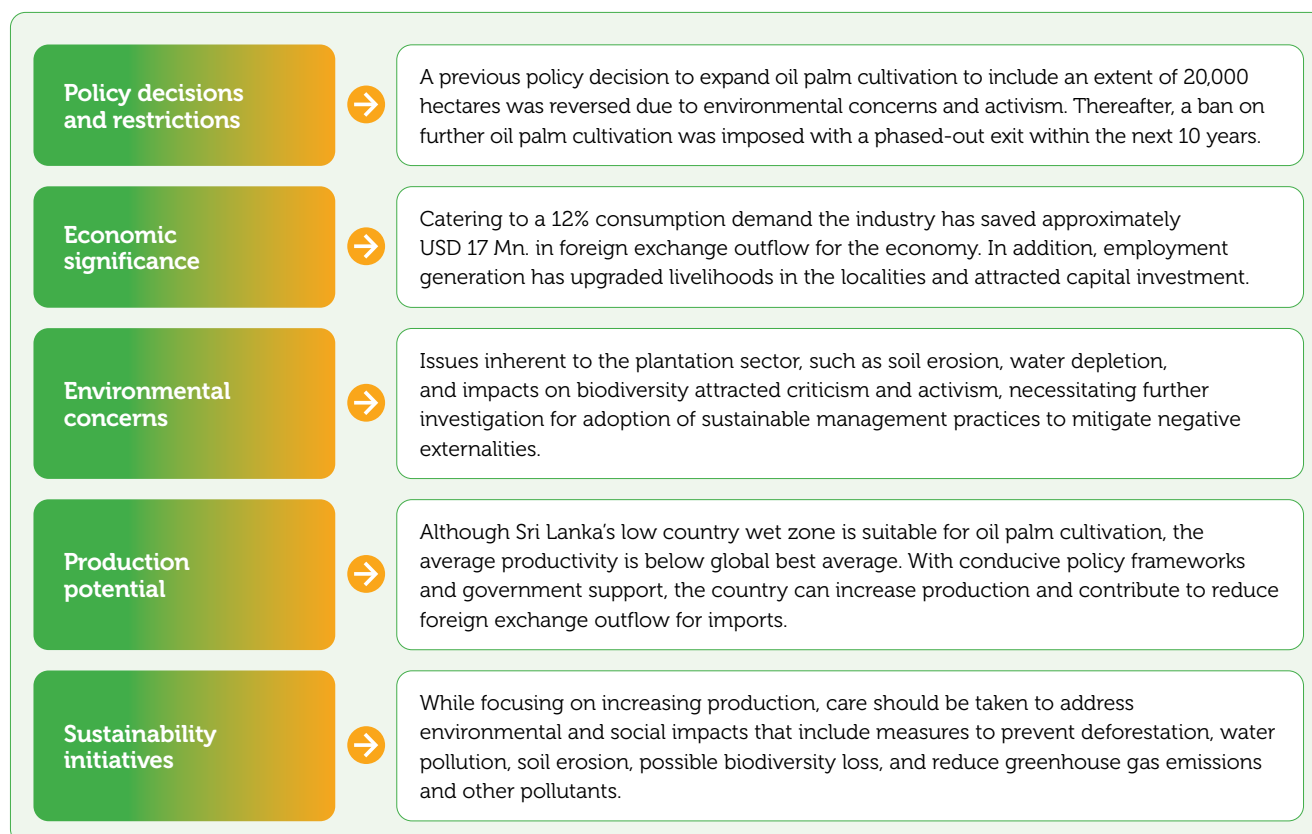 Policy decisions
and restrictions
A previous policy decision to expand oil palm cultivation to include an extent of 20,000
hectares was reversed due to environmental concerns and activism. Thereafter, a ban on
further oil palm cultivation was imposed with a phased-out exit within the next 10 years.
Economic
significance
Catering to a 12% consumption demand the industry has saved approximately
USD 17 Mn. in foreign exchange outflow for the economy. In addition, employment
generation has upgraded livelihoods in the localities and attracted capital investment.
Environmental
concerns
Issues inherent to the plantation sector, such as soil erosion, water depletion,
and impacts on biodiversity attracted criticism and activism, necessitating further
investigation for adoption of sustainable management practices to mitigate negative
externalities.
Production
potential
Although Sri Lanka’s low country wet zone is suitable for oil palm cultivation, the
average productivity is below global best average. With conducive policy frameworks
and government support, the country can increase production and contribute to reduce
foreign exchange outflow for imports.
Sustainability
initiatives
While focusing on increasing production, care should be taken to address
environmental and social impacts that include measures to prevent deforestation, water
pollution, soil erosion, possible biodiversity loss, and reduce greenhouse gas emissions
and other pollutants.